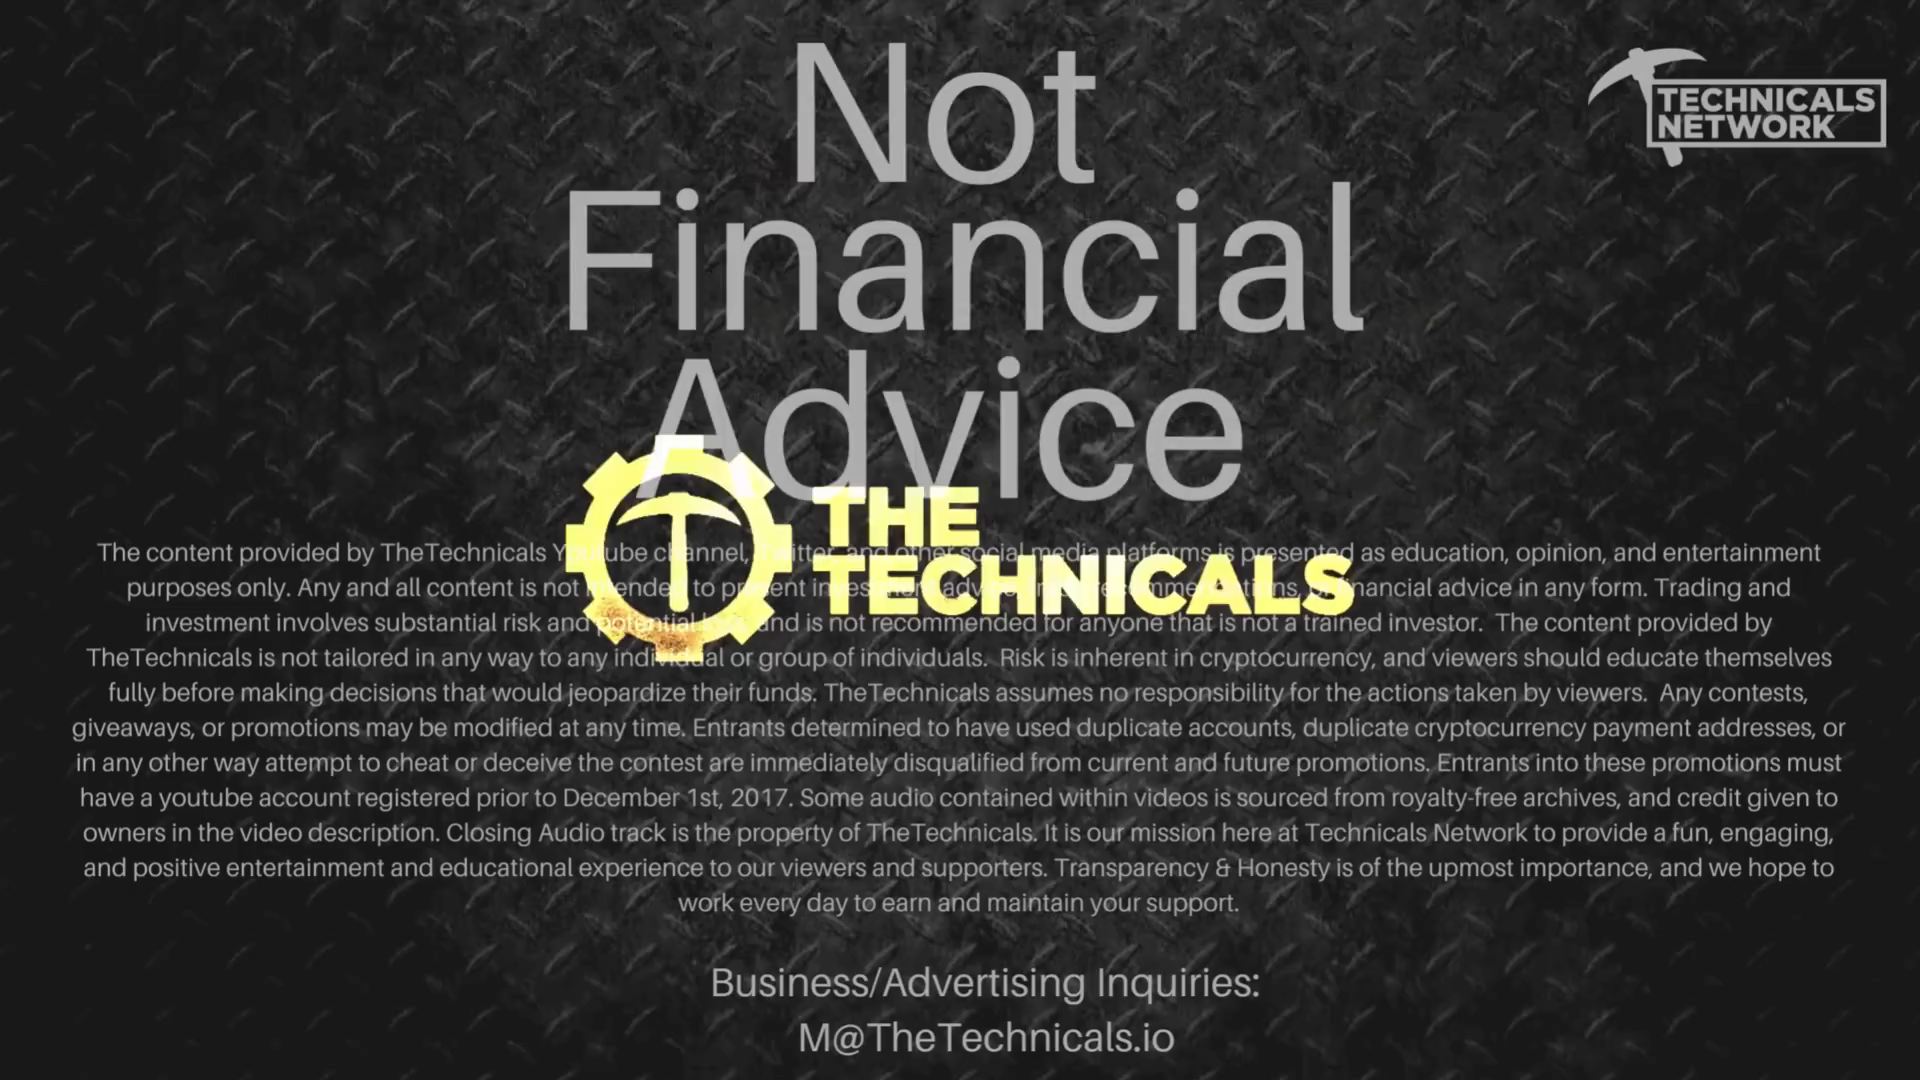 Not
Financial
Advice
TECHNICALS
NETWORK
THE
TECHNICALS
The content provided by TheTechnicals Youtube channel, Twitter, and other social media platforms is presented as education, opinion, and entertainment
purposes only. Any and all content is not intended to present investment advice, recommendations, or financial advice in any form. Trading and
investment involves substantial risk and potential loss, and is not recommended for anyone that is not a trained investor. The content provided by
TheTechnicals is not tailored in any way to any individual or group of individuals. Risk is inherent in cryptocurrency, and viewers should educate themselves
fully before making decisions that would jeopardize their funds. TheTechnicals assumes no responsibility for the actions taken by viewers. Any contests,
giveaways, or promotions may be modified at any time. Entrants determined to have used duplicate accounts, duplicate cryptocurrency payment addresses, or
in any other way attempt to cheat or deceive the contest are immediately disqualified from current and future promotions. Entrants into these promotions must
have a youtube account registered prior to December 1st, 2017. Some audio contained within videos is sourced from royalty-free archives, and credit given to
owners in the video description. Closing Audio track is the property of TheTechnicals. It is our mission here at Technicals Network to provide a fun, engaging,
and positive entertainment and educational experience to our viewers and supporters. Transparency & Honesty is of the upmost importance, and we hope to
work every day to earn and maintain your support.
Business/Advertising Inquiries:
M@TheTechnicals.io